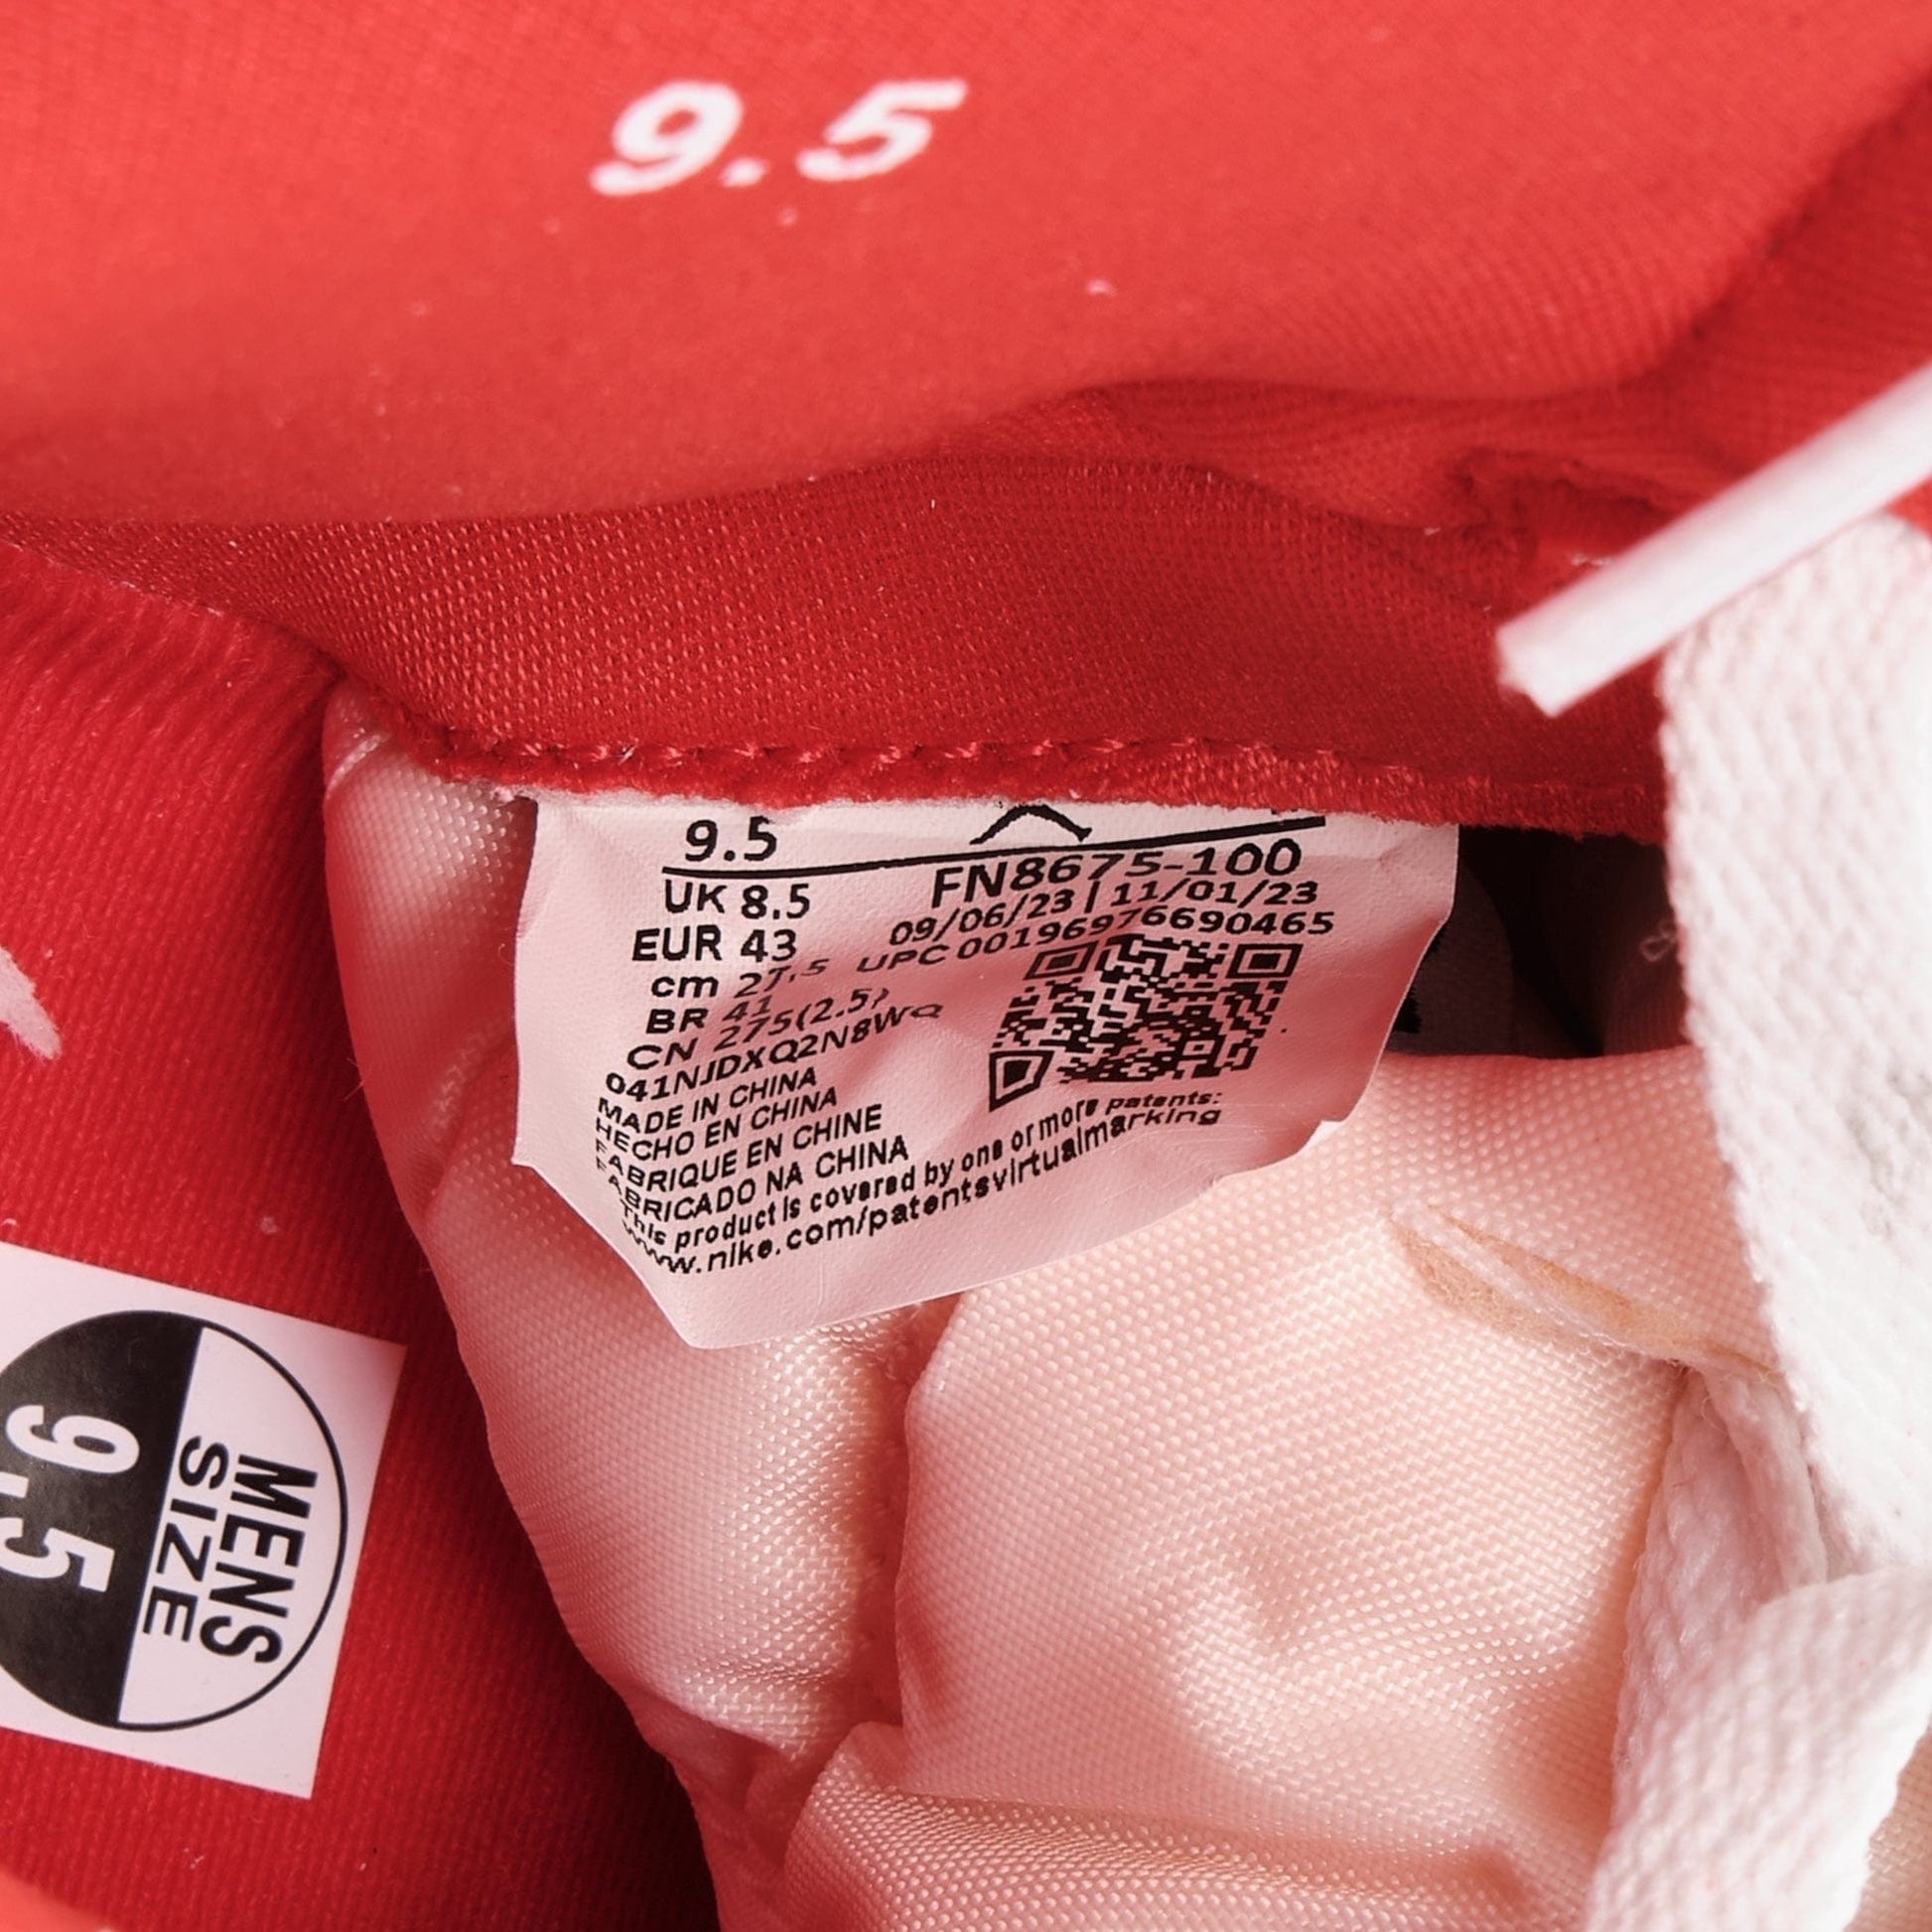 9.5
9.5
UK 8.5
EUR 43
cm 27.5
BR 41
CN 275(2.5)
FN8675-100
09/06/23 | 11/01/23
UPC 00196976690465
041NJDXQ2N8WQ
MADE IN CHINA
HECHO EN CHINA
FABRIQUE EN CHINE
FABRICADO NA CHINA
This product is covered by one or more patents:
www.nike.com/patentsvirtualmarking
MENS
SIZE
9.5